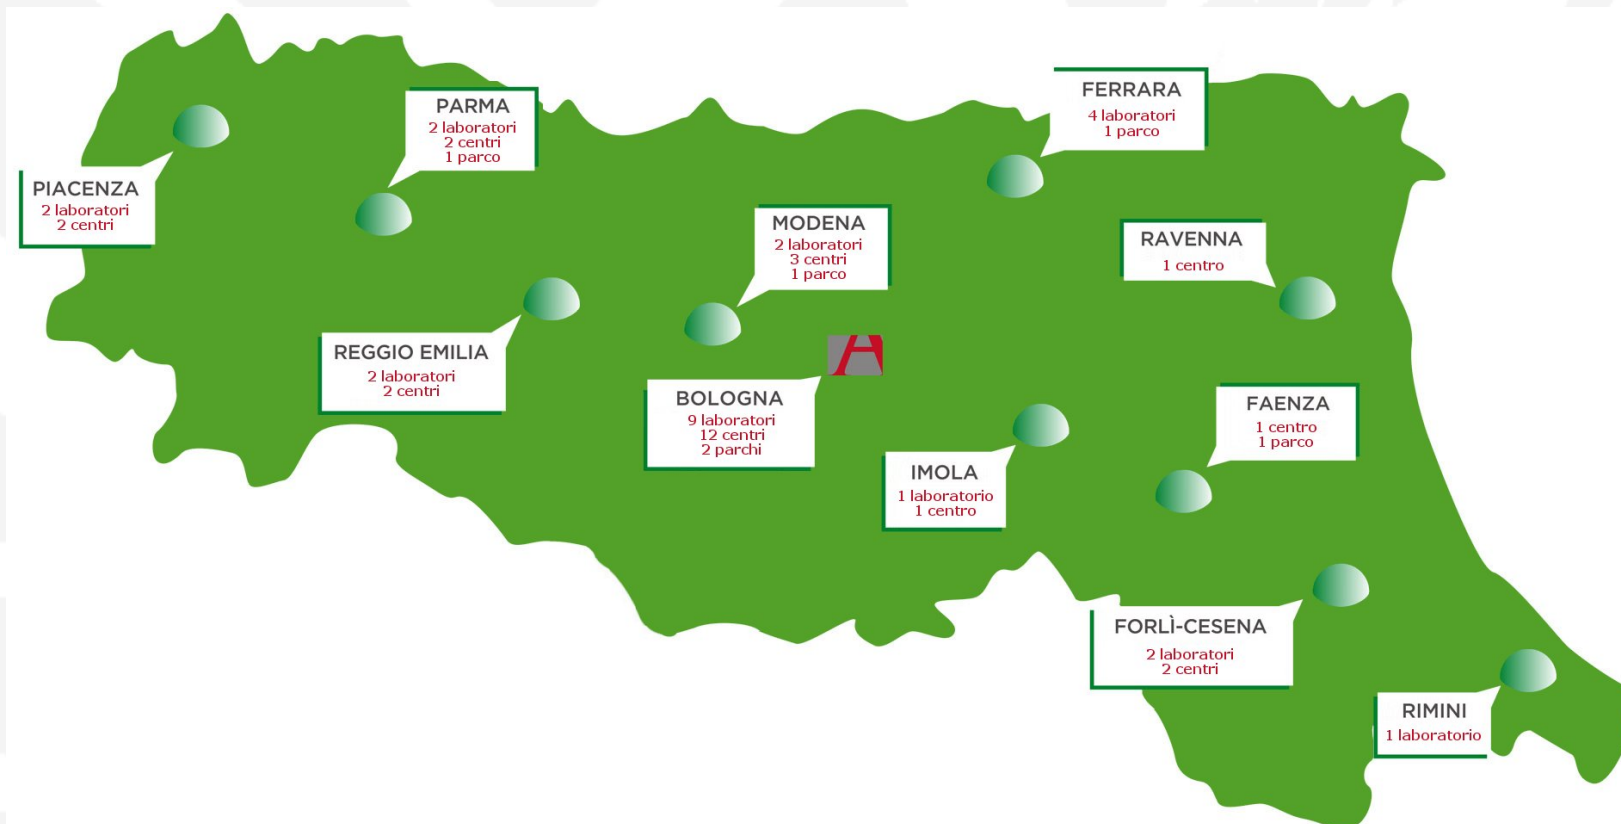 PIACENZA
2 laboratori
2 centri
PARMA
2 laboratori
2 centri
1 parco
REGGIO EMILIA
2 laboratori
2 centri
MODENA
2 laboratori
3 centri
1 parco
BOLOGNA
9 laboratori
12 centri
2 parchi
FERRARA
4 laboratori
1 parco
RAVENNA
1 centro
IMOLA
1 laboratorio
1 centro
FAENZA
1 centro
1 parco
FORLÌ-CESENA
2 laboratori
2 centri
RIMINI
1 laboratorio